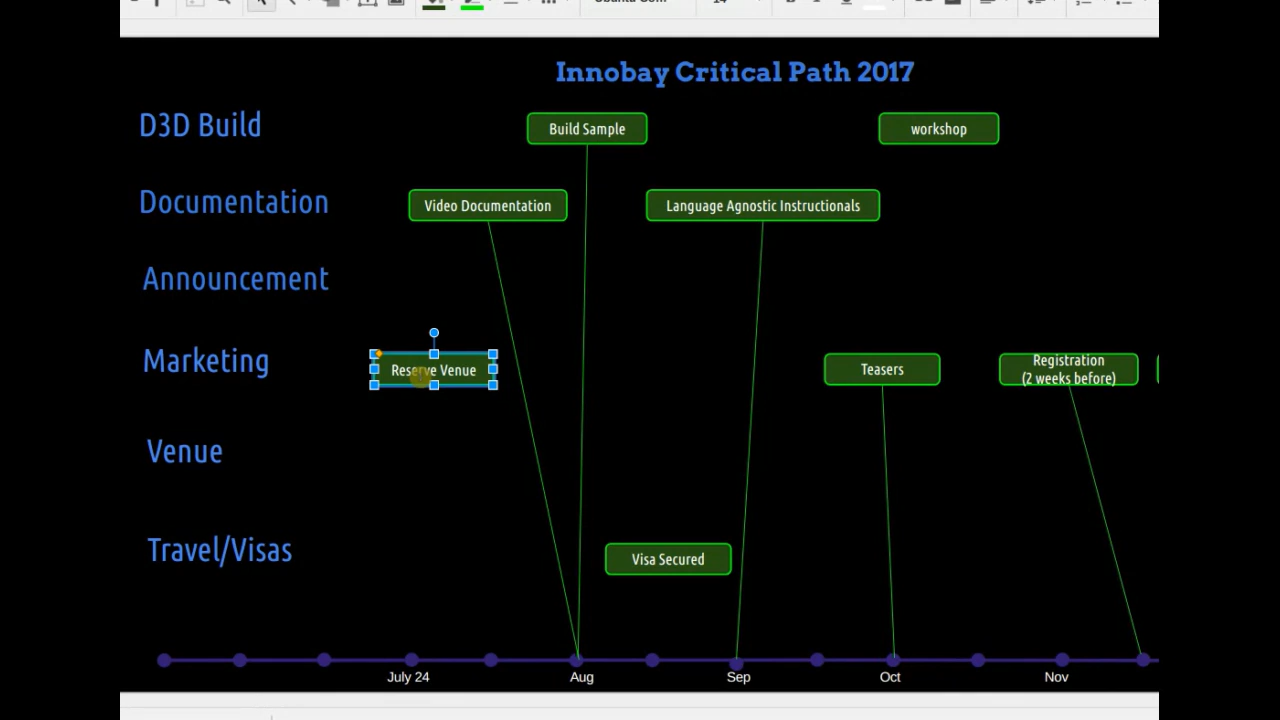 Innobay Critical Path 2017
D3D Build
Build Sample
workshop
Documentation
Video Documentation
Language Agnostic Instructionals
Announcement
Marketing
Reserve Venue
Teasers
Registration
(2 weeks before)
Venue
Travel/Visas
Visa Secured
July 24
Aug
Sep
Oct
Nov